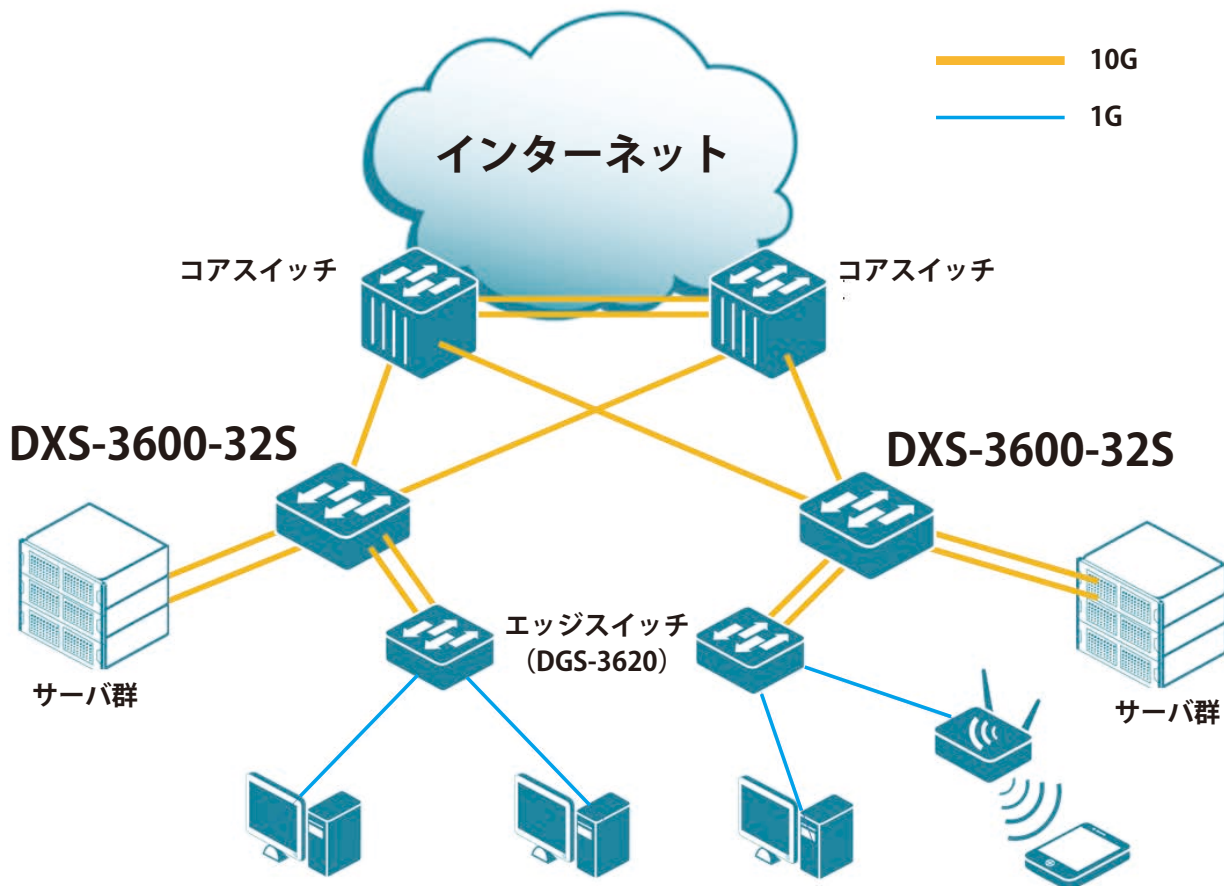 10G
1G
インターネット
コアスイッチ
コアスイッチ
DXS-3600-32S
DXS-3600-32S
エッジスイッチ
（DGS-3620）
サーバ群
サーバ群